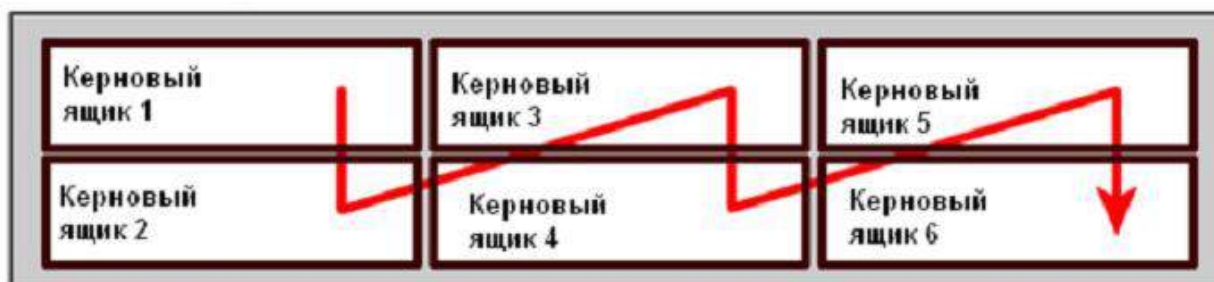 Керновый
ящик 1
Керновый
ящик 2
Керновый
ящик 3
Керновый
ящик 4
Керновый
ящик 5
Керновый
ящик 6